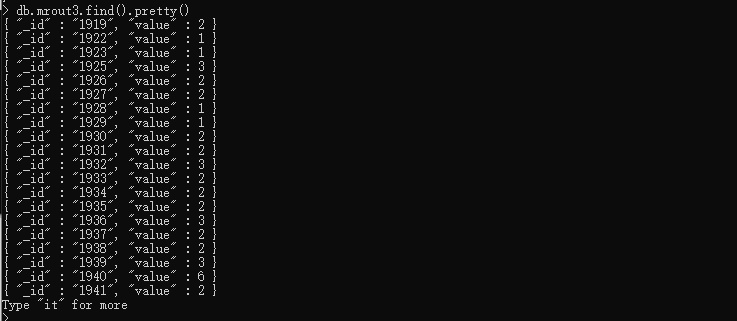 > db.mrout3.find().pretty()
{ "_id" : "1919", "value" : 2 }
{ "_id" : "1922", "value" : 1 }
{ "_id" : "1923", "value" : 1 }
{ "_id" : "1925", "value" : 3 }
{ "_id" : "1926", "value" : 2 }
{ "_id" : "1927", "value" : 2 }
{ "_id" : "1928", "value" : 1 }
{ "_id" : "1929", "value" : 1 }
{ "_id" : "1930", "value" : 2 }
{ "_id" : "1931", "value" : 2 }
{ "_id" : "1932", "value" : 3 }
{ "_id" : "1933", "value" : 2 }
{ "_id" : "1934", "value" : 2 }
{ "_id" : "1935", "value" : 2 }
{ "_id" : "1936", "value" : 3 }
{ "_id" : "1937", "value" : 2 }
{ "_id" : "1938", "value" : 2 }
{ "_id" : "1939", "value" : 3 }
{ "_id" : "1940", "value" : 6 }
{ "_id" : "1941", "value" : 2 }
Type "it" for more
>